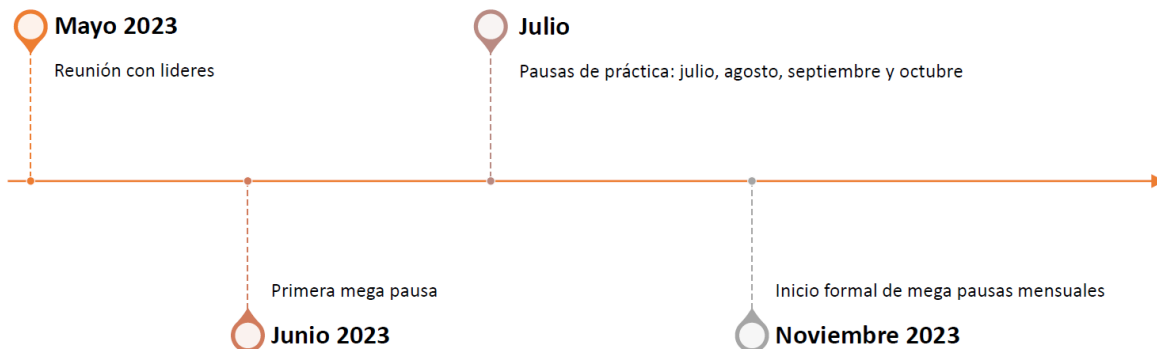 Mayo 2023
Reunión con lideres
Julio
Pausas de práctica: julio, agosto, septiembre y octubre
Primera mega pausa
Junio 2023
Inicio formal de mega pausas mensuales
Noviembre 2023